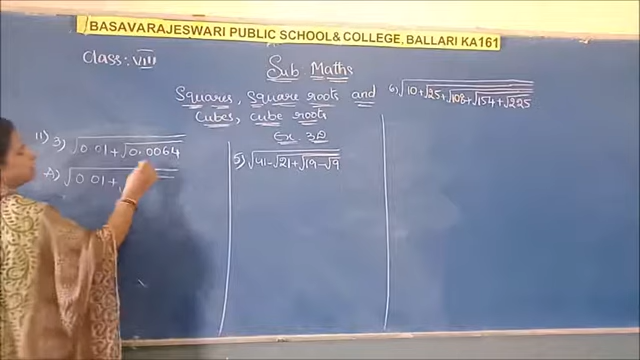 BASAVARAJESWARI PUBLIC SCHOOL & COLLEGE, BALLARI KA161
Class: VIII
Sub Maths
Squares, Square roots and
Cubes, cube roots
Ex. 3.2
11) 3) √0.01+√0.0064
A) √0.01+
5) √41-√21+√19-√9
6) √10+√25+√108+√154+√225